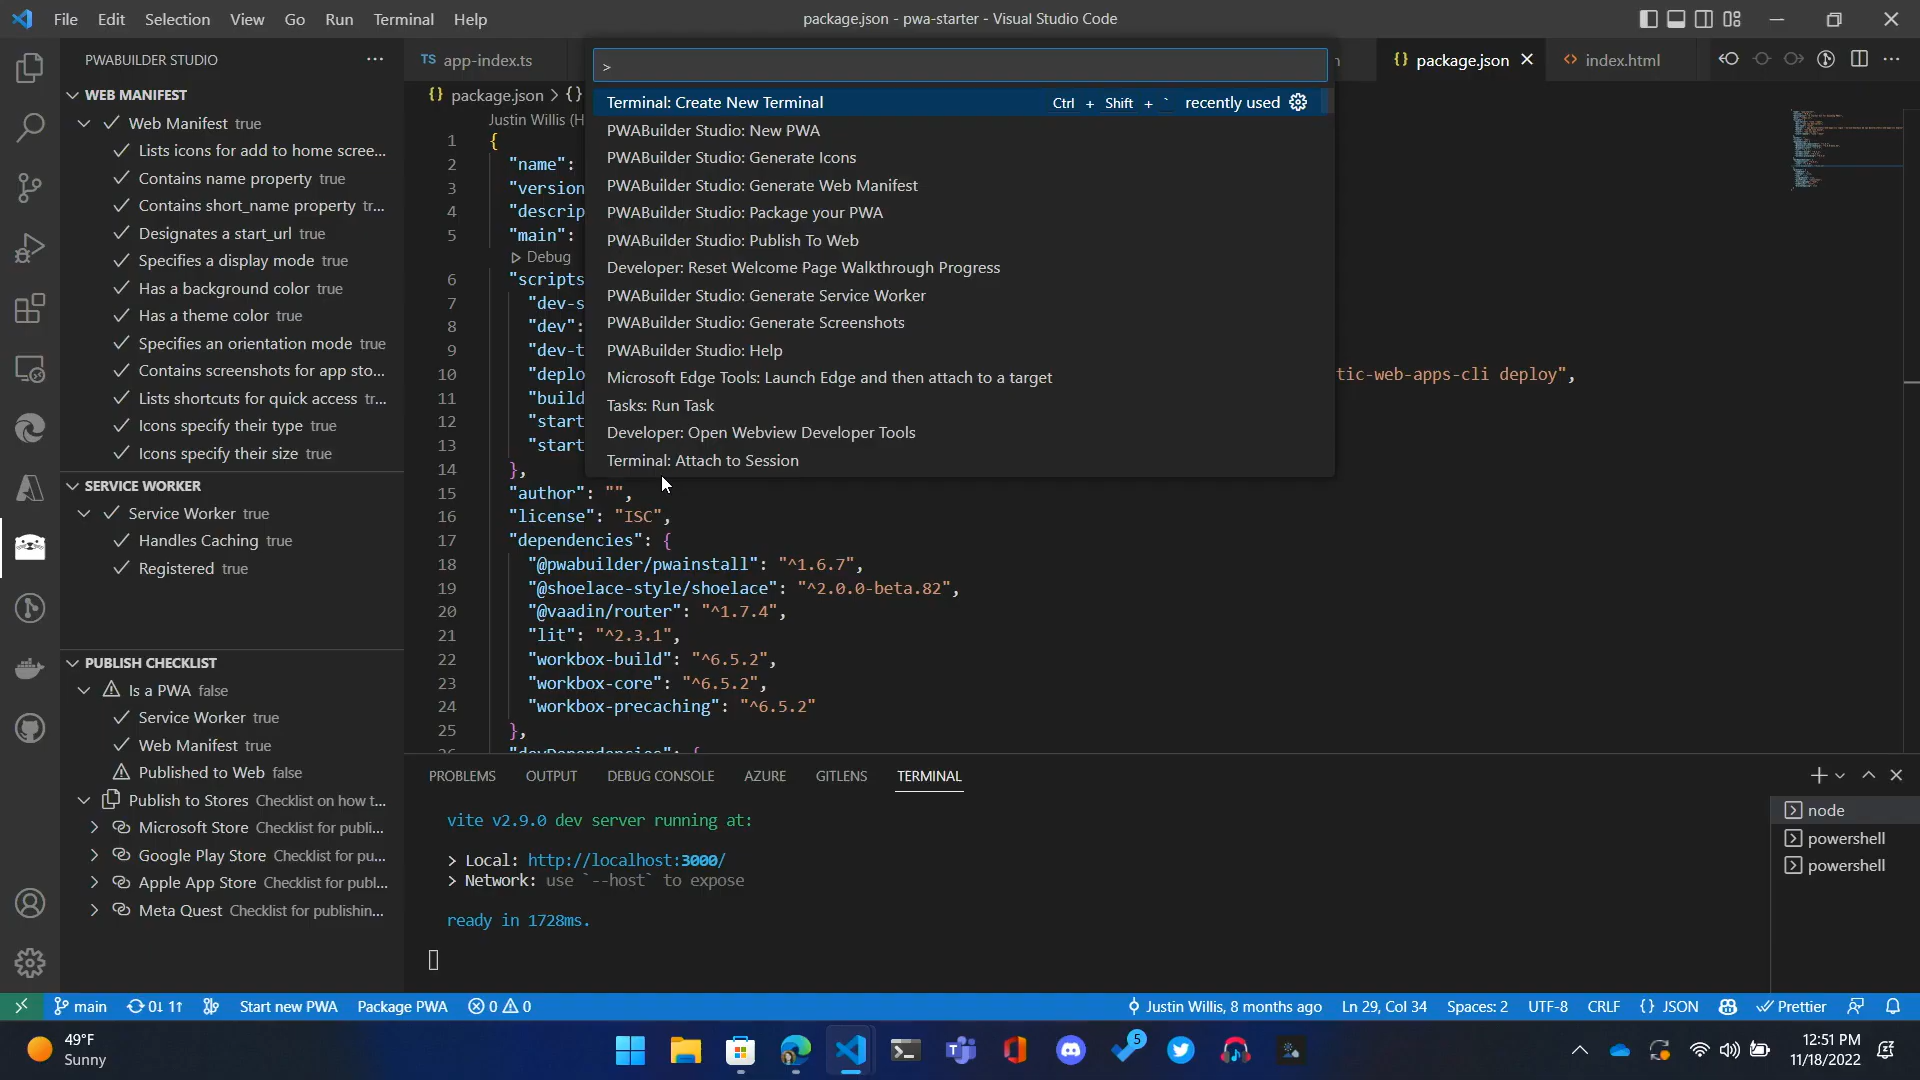 File Edit Selection View Go Run Terminal Help
package.json - pwa-starter - Visual Studio Code
PWABUILDER STUDIO
WEB MANIFEST
Web Manifest true
Lists icons for add to home scree...
Contains name property true
Contains short_name property tr...
Designates a start_url true
Specifies a display mode true
Has a background color true
Has a theme color true
Specifies an orientation mode true
Contains screenshots for app sto...
Lists shortcuts for quick access tr...
Icons specify their type true
Icons specify their size true
SERVICE WORKER
Service Worker true
Handles Caching true
Registered true
PUBLISH CHECKLIST
Is a PWA false
Service Worker true
Web Manifest true
Published to Web false
Publish to Stores Checklist on how t...
Microsoft Store Checklist for publi...
Google Play Store Checklist for pu...
Apple App Store Checklist for publ...
Meta Quest Checklist for publishin...
TS app-index.ts
{} package.json
<> index.html
{} package.json > {}
>
Terminal: Create New Terminal Ctrl + Shift + ` recently used
PWABuilder Studio: New PWA
PWABuilder Studio: Generate Icons
PWABuilder Studio: Generate Web Manifest
PWABuilder Studio: Package your PWA
PWABuilder Studio: Publish To Web
Developer: Reset Welcome Page Walkthrough Progress
PWABuilder Studio: Generate Service Worker
PWABuilder Studio: Generate Screenshots
PWABuilder Studio: Help
Microsoft Edge Tools: Launch Edge and then attach to a target
Tasks: Run Task
Developer: Open Webview Developer Tools
Terminal: Attach to Session
Justin Willis (H
1 {
2 "name":
3 "version
4 "descrip
5 "main":
Debug
6 "scripts
7 "dev-s
8 "dev":
9 "dev-t
10 "deplo tic-web-apps-cli deploy",
11 "build
12 "start
13 "start
14 },
15 "author": "",
16 "license": "ISC",
17 "dependencies": {
18 "@pwabuilder/pwainstall": "^1.6.7",
19 "@shoelace-style/shoelace": "^2.0.0-beta.82",
20 "@vaadin/router": "^1.7.4",
21 "lit": "^2.3.1",
22 "workbox-build": "^6.5.2",
23 "workbox-core": "^6.5.2",
24 "workbox-precaching": "^6.5.2"
25 },
26 "devDependencies": {
PROBLEMS OUTPUT DEBUG CONSOLE AZURE GITLENS TERMINAL
vite v2.9.0 dev server running at:
> Local: http://localhost:3000/
> Network: use `--host` to expose
ready in 1728ms.
node
powershell
powershell
main 0↓ 1↑ Start new PWA Package PWA 0 0 Justin Willis, 8 months ago Ln 29, Col 34 Spaces: 2 UTF-8 CRLF {} JSON Prettier
49°F
Sunny
5
12:51 PM
11/18/2022